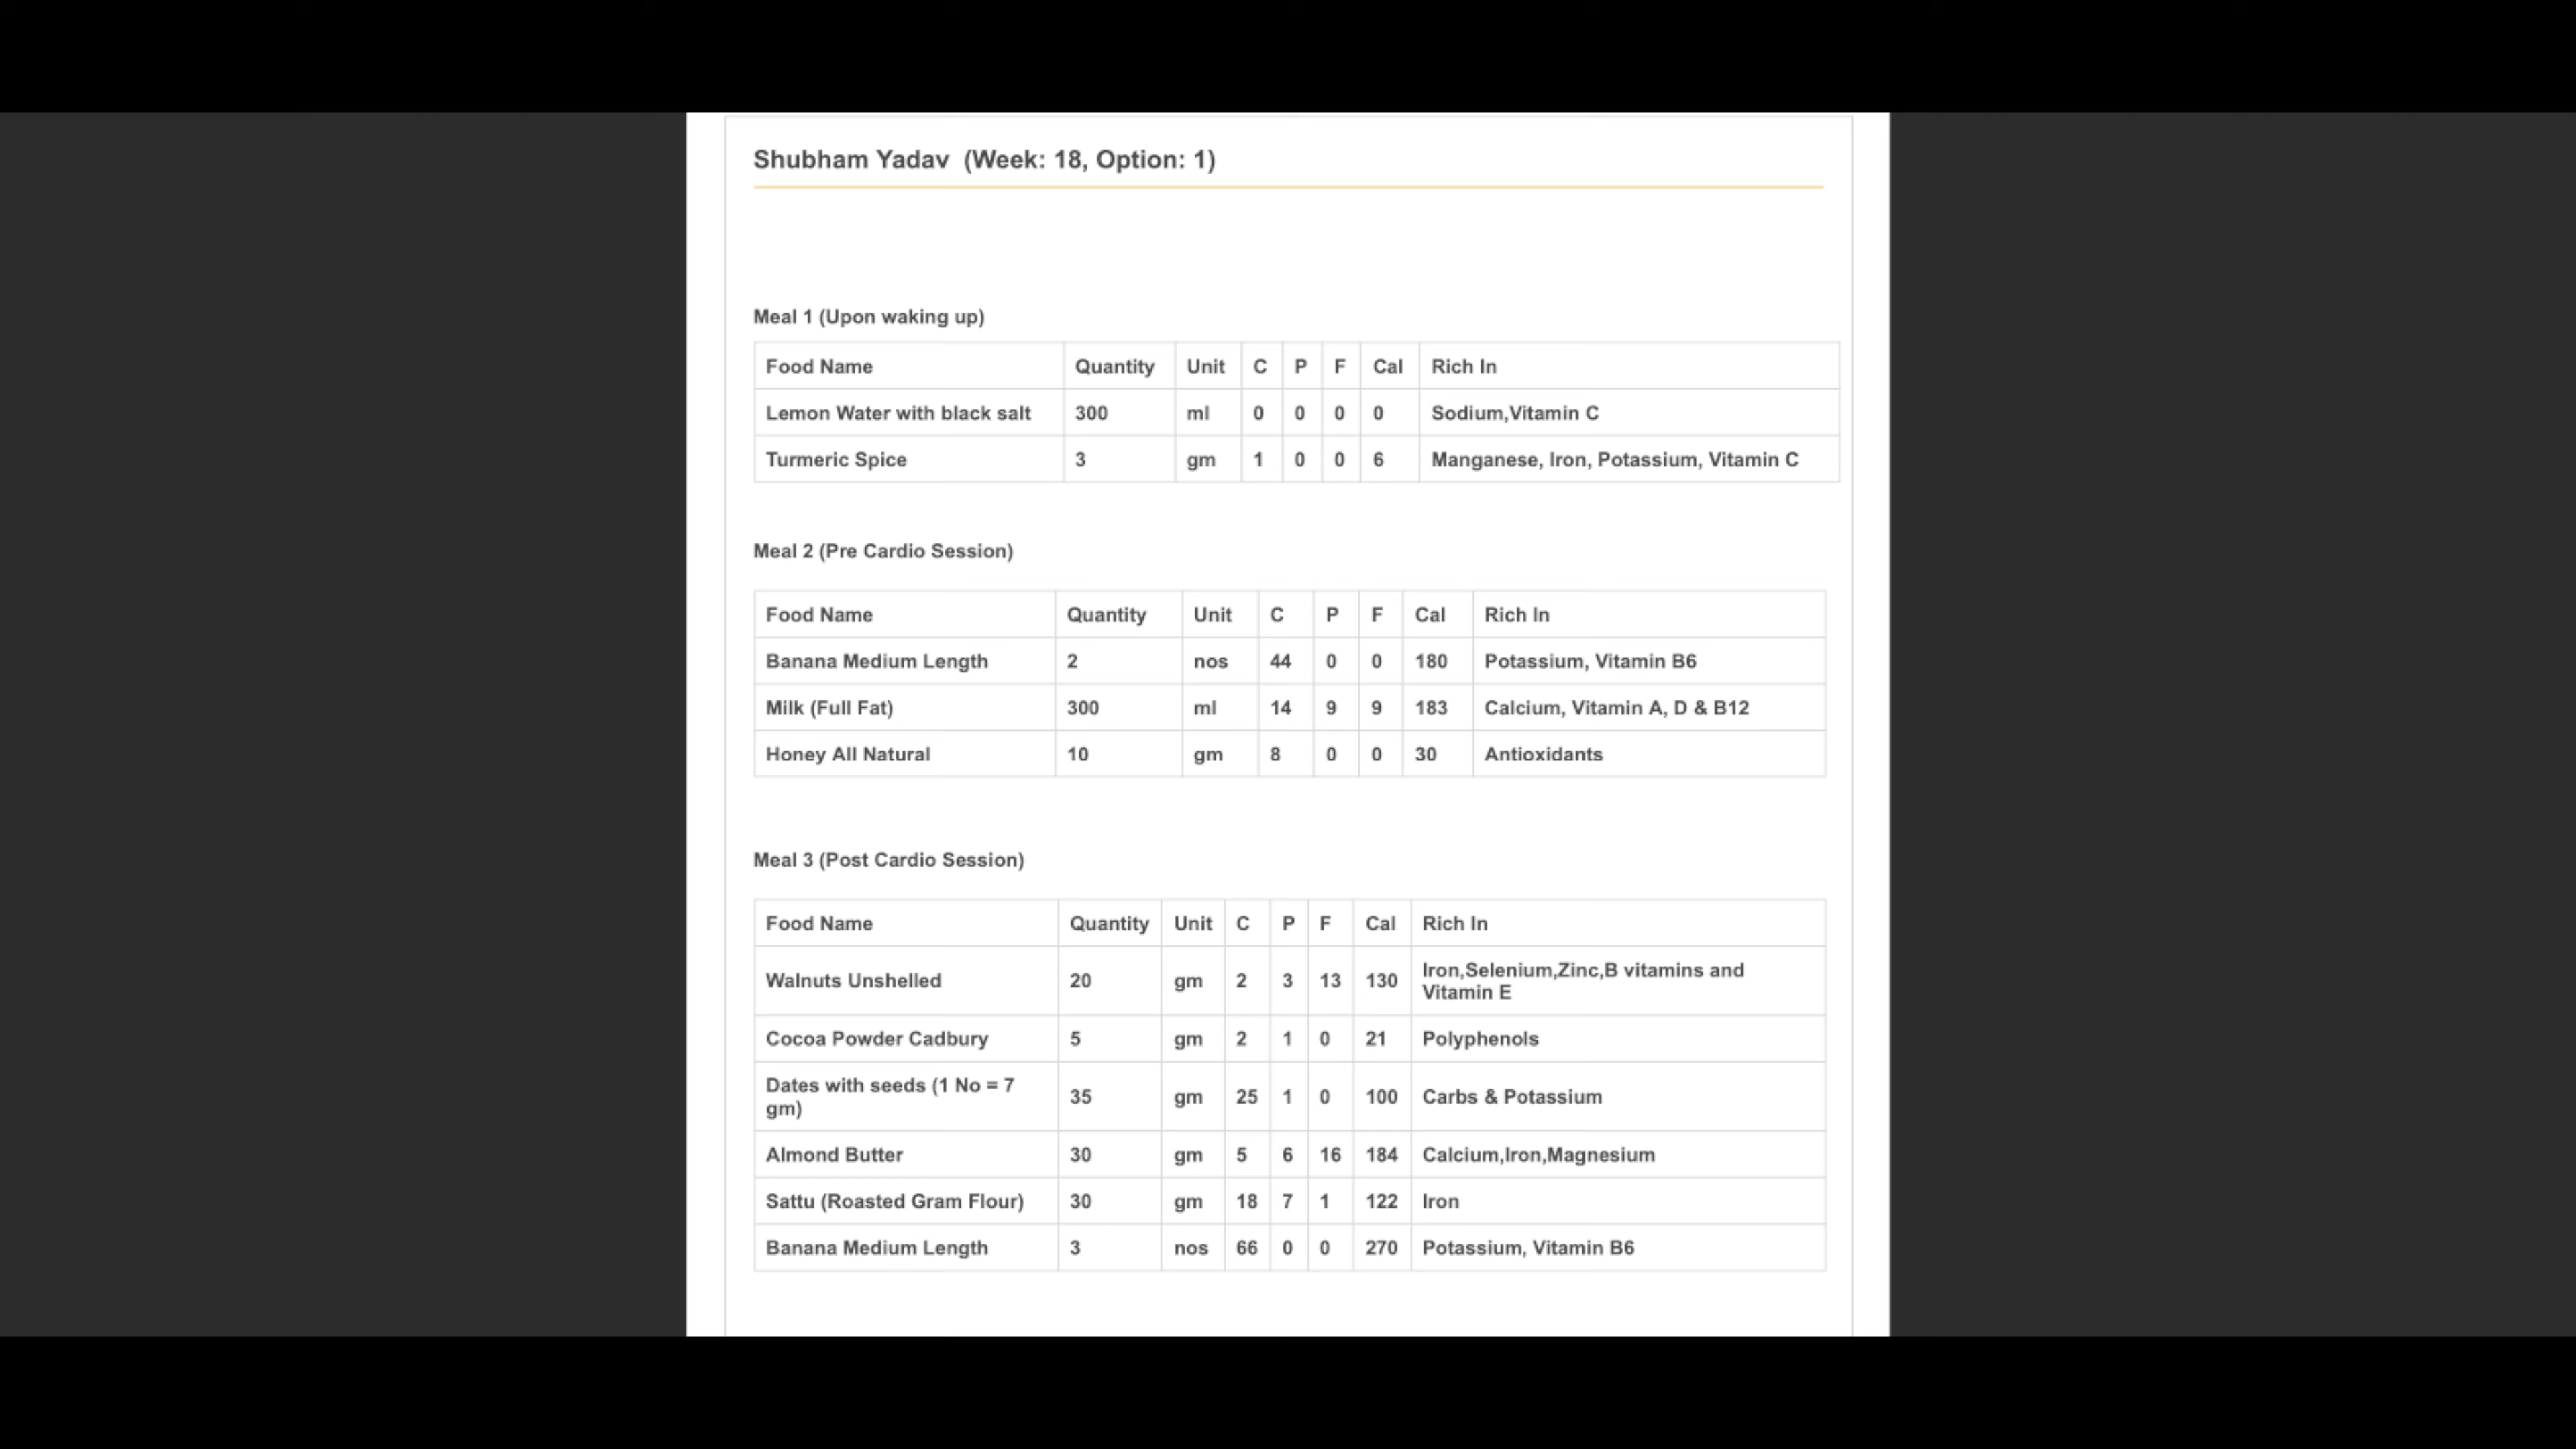 Shubham Yadav (Week: 18, Option: 1)
Meal 1 (Upon waking up)
Food Name Quantity Unit C P F Cal Rich In
Lemon Water with black salt 300 ml 0 0 0 0 Sodium,Vitamin C
Turmeric Spice 3 gm 1 0 0 6 Manganese, Iron, Potassium, Vitamin C
Meal 2 (Pre Cardio Session)
Food Name Quantity Unit C P F Cal Rich In
Banana Medium Length 2 nos 44 0 0 180 Potassium, Vitamin B6
Milk (Full Fat) 300 ml 14 9 9 183 Calcium, Vitamin A, D & B12
Honey All Natural 10 gm 8 0 0 30 Antioxidants
Meal 3 (Post Cardio Session)
Food Name Quantity Unit C P F Cal Rich In
Walnuts Unshelled 20 gm 2 3 13 130 Iron,Selenium,Zinc,B vitamins and
Vitamin E
Cocoa Powder Cadbury 5 gm 2 1 0 21 Polyphenols
Dates with seeds (1 No = 7
gm) 35 gm 25 1 0 100 Carbs & Potassium
Almond Butter 30 gm 5 6 16 184 Calcium,Iron,Magnesium
Sattu (Roasted Gram Flour) 30 gm 18 7 1 122 Iron
Banana Medium Length 3 nos 66 0 0 270 Potassium, Vitamin B6